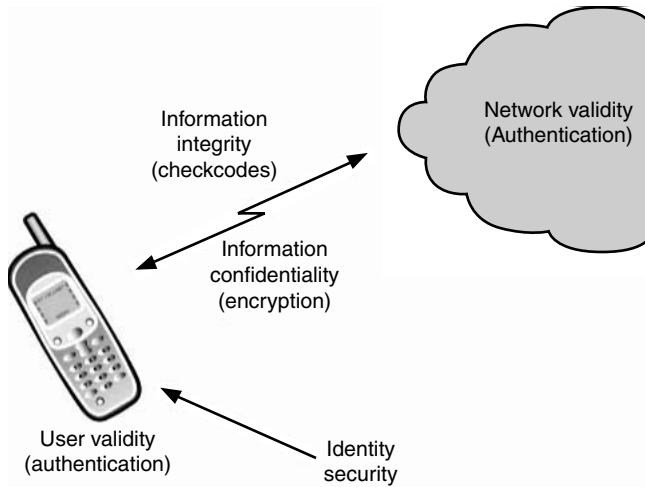 Information
integrity
(checkcodes)
Network validity
(Authentication)
Information
confidentiality
(encryption)
User validity
(authentication)
Identity
security